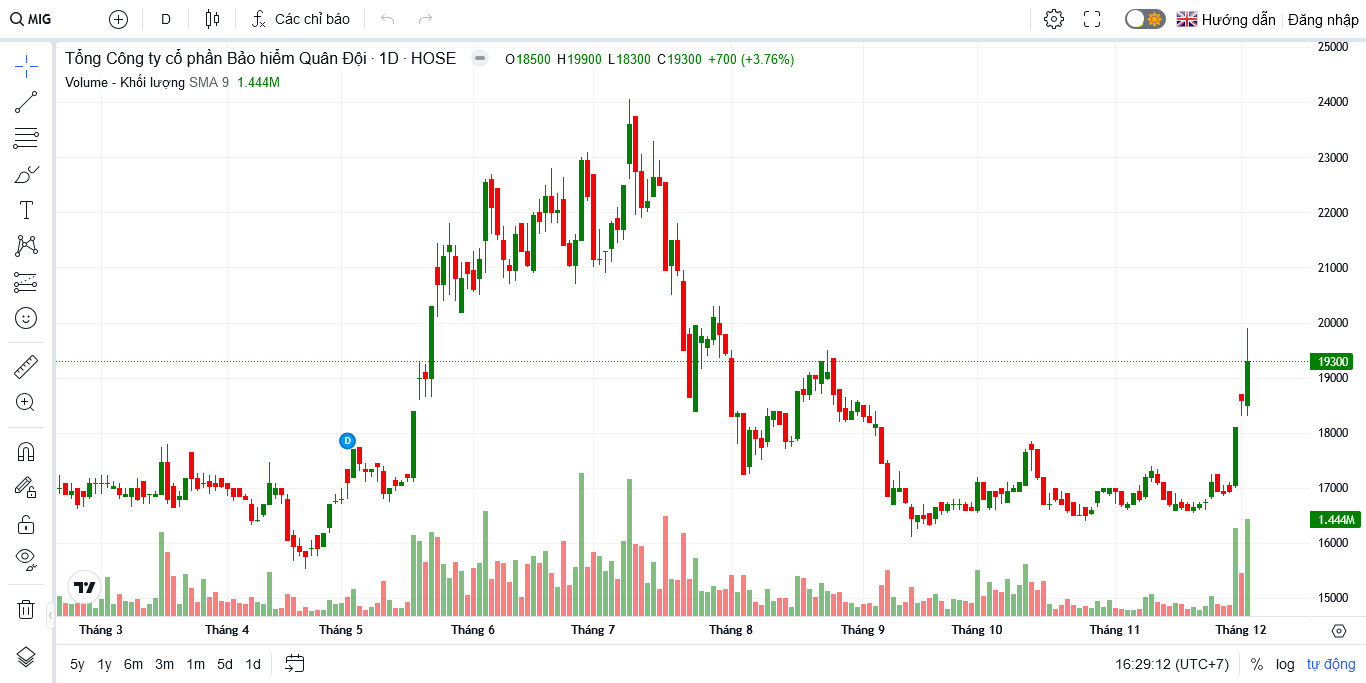 MIG D Các chỉ báo Hướng dẫn Đăng nhập
Tổng Công ty cổ phần Bảo hiểm Quân Đội · 1D · HOSE O18500 H19900 L18300 C19300 +700 (+3.76%)
Volume - Khối lượng SMA 9 1.444M
25000
24000
23000
22000
21000
20000
19300
19000
D
18000
17000
1.444M
16000
15000
Tháng 3 Tháng 4 Tháng 5 Tháng 6 Tháng 7 Tháng 8 Tháng 9 Tháng 10 Tháng 11 Tháng 12
5y 1y 6m 3m 1m 5d 1d 16:29:12 (UTC+7) % log tự động